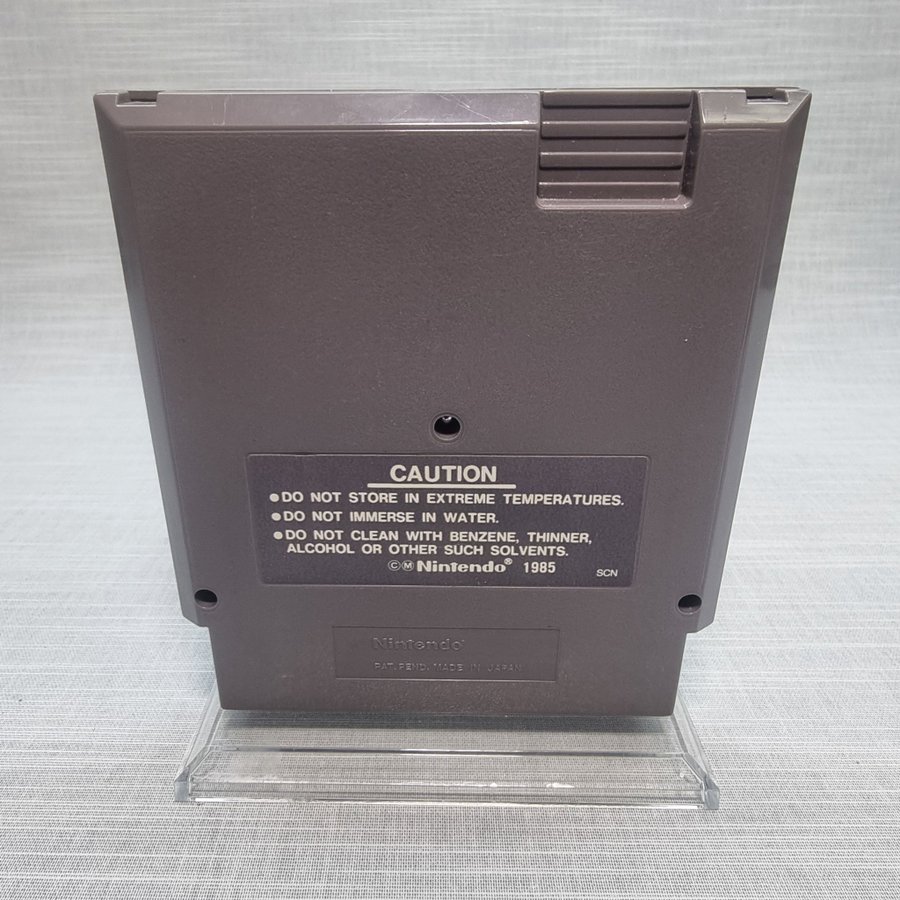 CAUTION
●DO NOT STORE IN EXTREME TEMPERATURES.
●DO NOT IMMERSE IN WATER.
●DO NOT CLEAN WITH BENZENE, THINNER,
ALCOHOL OR OTHER SUCH SOLVENTS.
©Ⓜ Nintendo® 1985 SCN
Nintendo®
PAT. PEND. MADE IN JAPAN